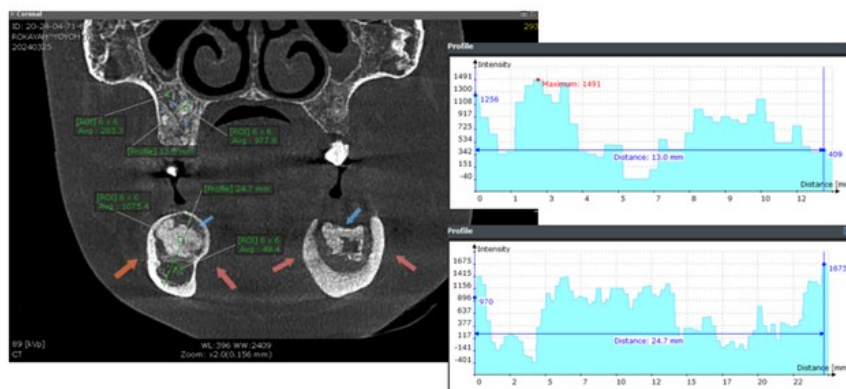 Coronal
ID: 20-24-04-71-6
20240325
293
[ROI] 6 x 6
Avg : 283.3
[ROI] 6 x 6
Avg : 977.8
[Profile] 13.0 mm
[Profile] 24.7 mm
[ROI] 6 x 6
Avg : 1075.4
[ROI] 6 x 6
Avg : 49.4
89 [kVp]
CT
WL:396 WW:2409
Zoom: x2.0(0.156 mm)
Profile
Intensity
1491
1300
1108
917
725
534
342
151
-40
1256
Maximum: 1491
Distance: 13.0 mm
409
0 1 3 5 7 8 10 12
Distance [mm]
Profile
Intensity
1675
1415
1156
896
637
377
117
-141
-401
970
Distance: 24.7 mm
1673
0 2 5 7 10 12 15 17 20 22
Distance [mm]